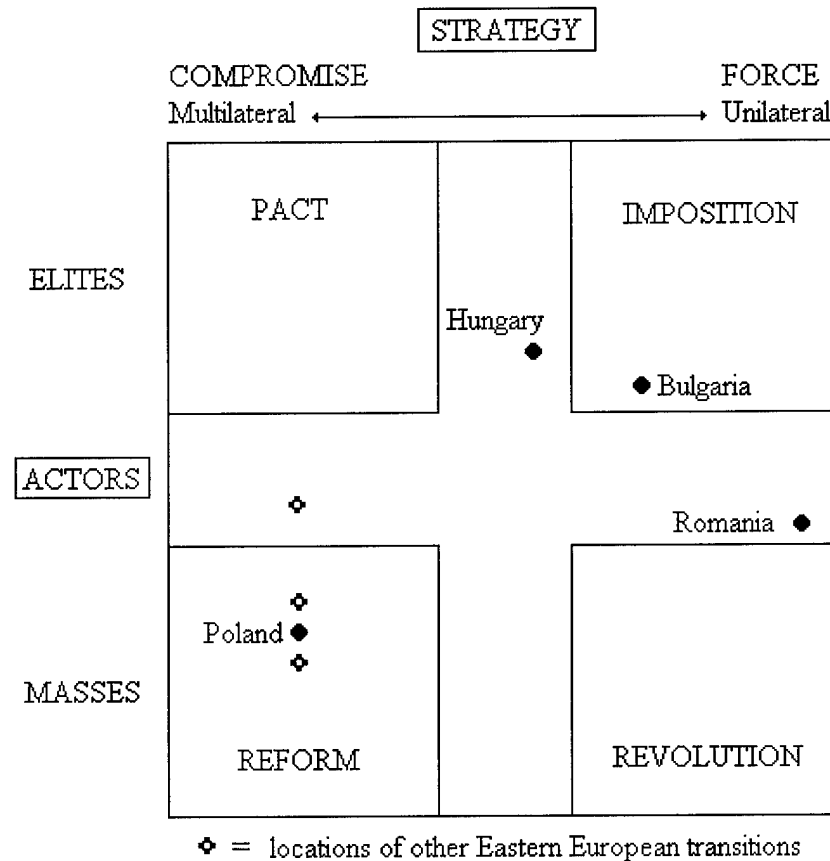 STRATEGY
COMPROMISE FORCE
Multilateral Unilateral
PACT IMPOSITION
ELITES
Hungary
Bulgaria
ACTORS
Romania
Poland
MASSES
REFORM REVOLUTION
= locations of other Eastern European transitions